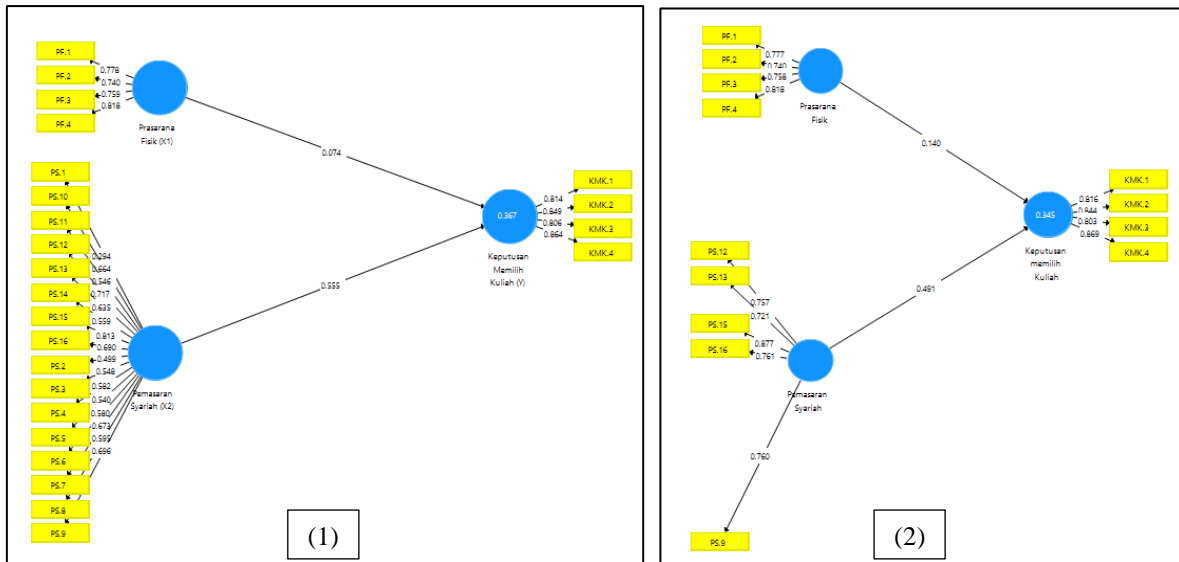 PF.1
PF.2
PF.3
PF.4
0.778
0.740
0.759
0.818
Prasarana
Fisik (X1)
0.074
PS.1
PS.10
PS.11
PS.12
PS.13
PS.14
PS.15
PS.16
PS.2
PS.3
PS.4
PS.5
PS.6
PS.7
PS.8
PS.9
0.294
0.664
0.546
0.717
0.635
0.559
0.813
0.690
0.499
0.548
0.582
0.540
0.580
0.673
0.595
0.696
Pemasaran
Syariah (X2)
0.555
0.367
Keputusan
Memilih
Kuliah (Y)
0.814
0.849
0.806
0.864
KMK.1
KMK.2
KMK.3
KMK.4
(1)
PF.1
PF.2
PF.3
PF.4
0.777
0.740
0.758
0.818
Prasarana
Fisik
0.140
PS.12
PS.13
PS.15
PS.16
0.757
0.721
0.877
0.761
Pemasaran
Syariah
0.491
0.760
PS.9
0.345
Keputusan
memilih
Kuliah
0.816
0.844
0.803
0.869
KMK.1
KMK.2
KMK.3
KMK.4
(2)